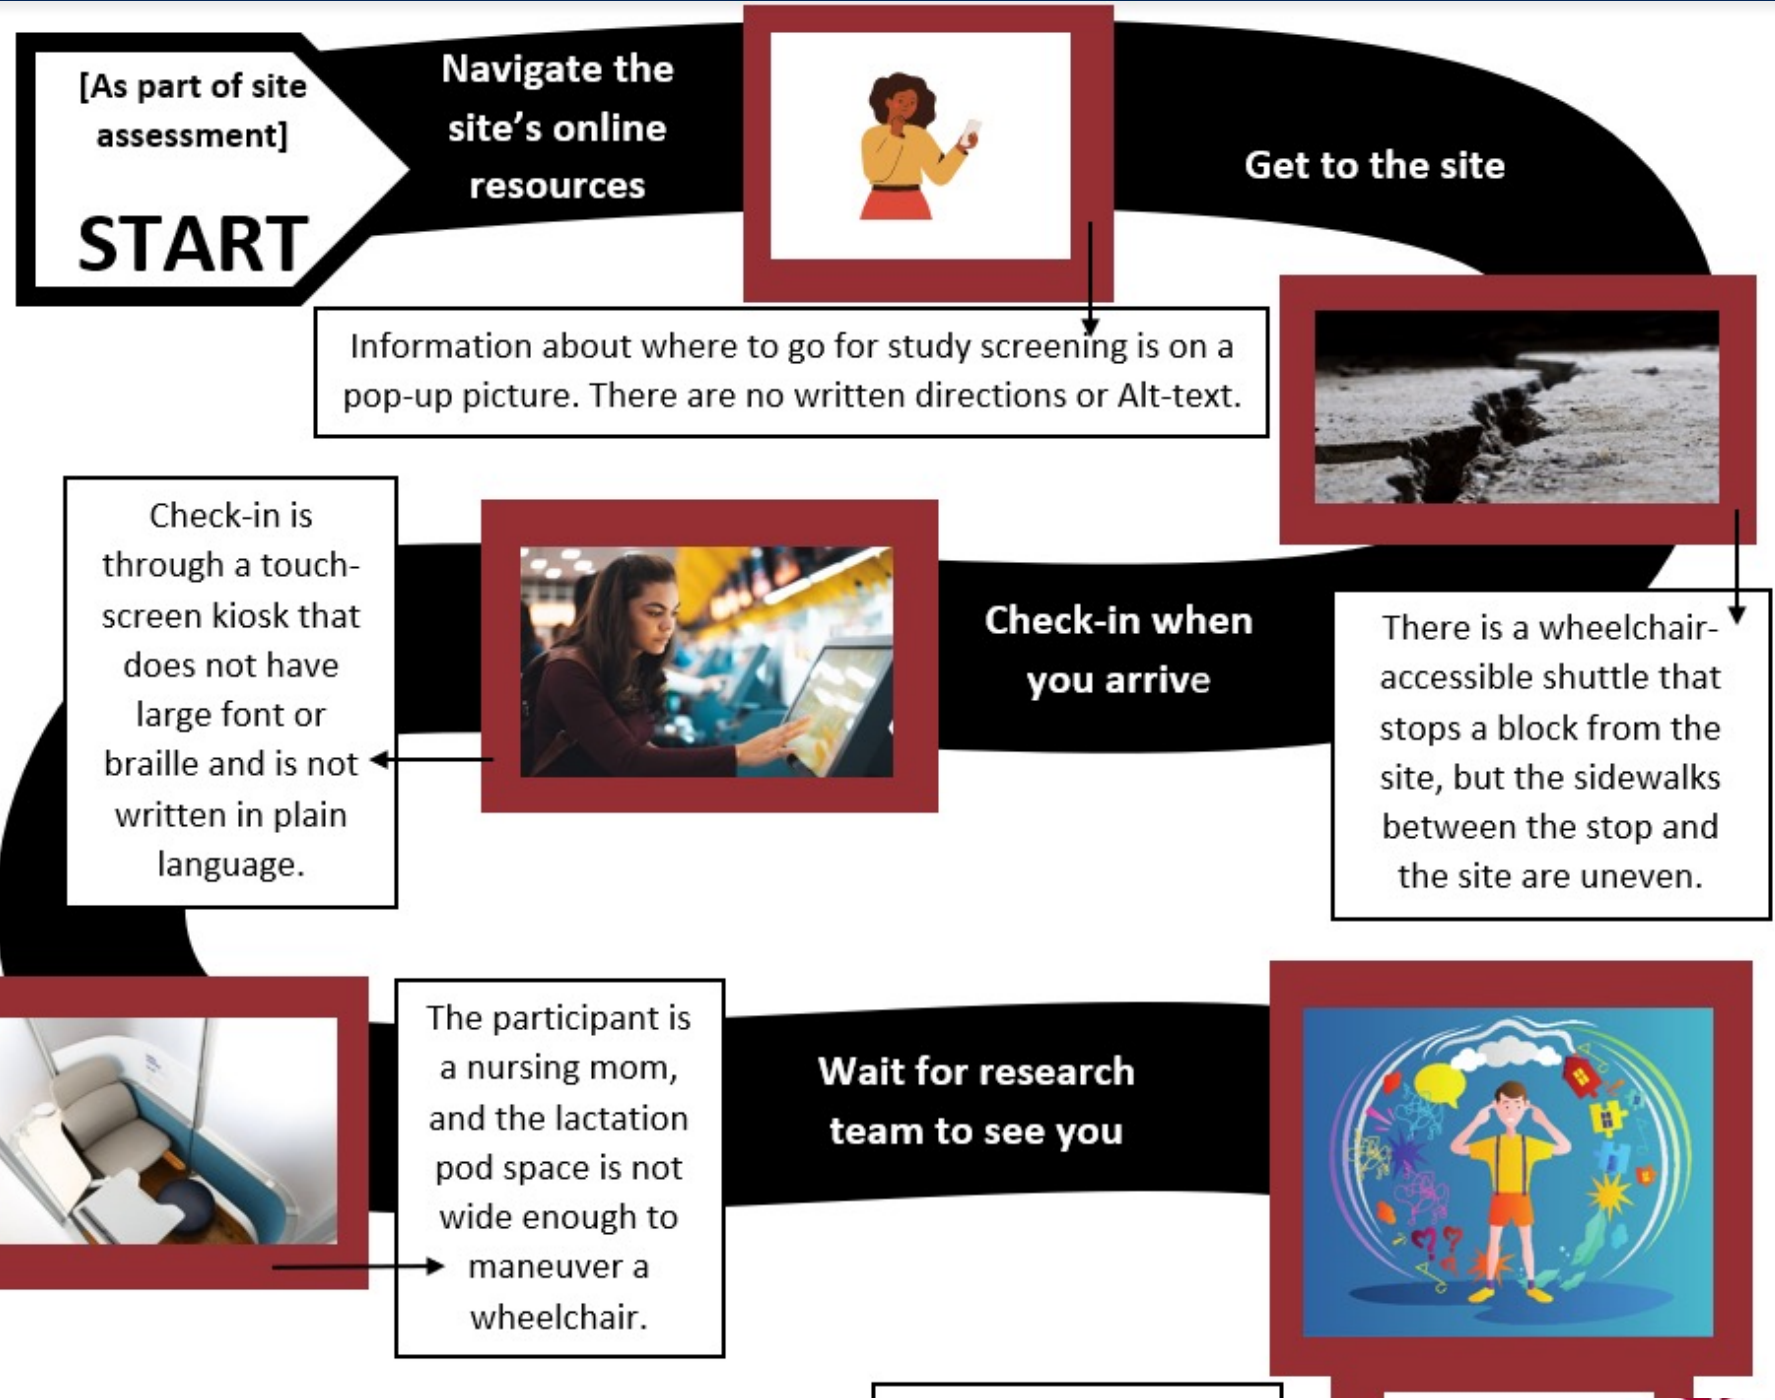 [As part of site
assessment]
START
Navigate the
site's online
resources
Get to the site
Information about where to go for study screening is on a
pop-up picture. There are no written directions or Alt-text.
There is a wheelchair-
accessible shuttle that
stops a block from the
site, but the sidewalks
between the stop and
the site are uneven.
Check-in when
you arrive
Check-in is
through a touch-
screen kiosk that
does not have
large font or
braille and is not
written in plain
language.
The participant is
a nursing mom,
and the lactation
pod space is not
wide enough to
maneuver a
wheelchair.
Wait for research
team to see you